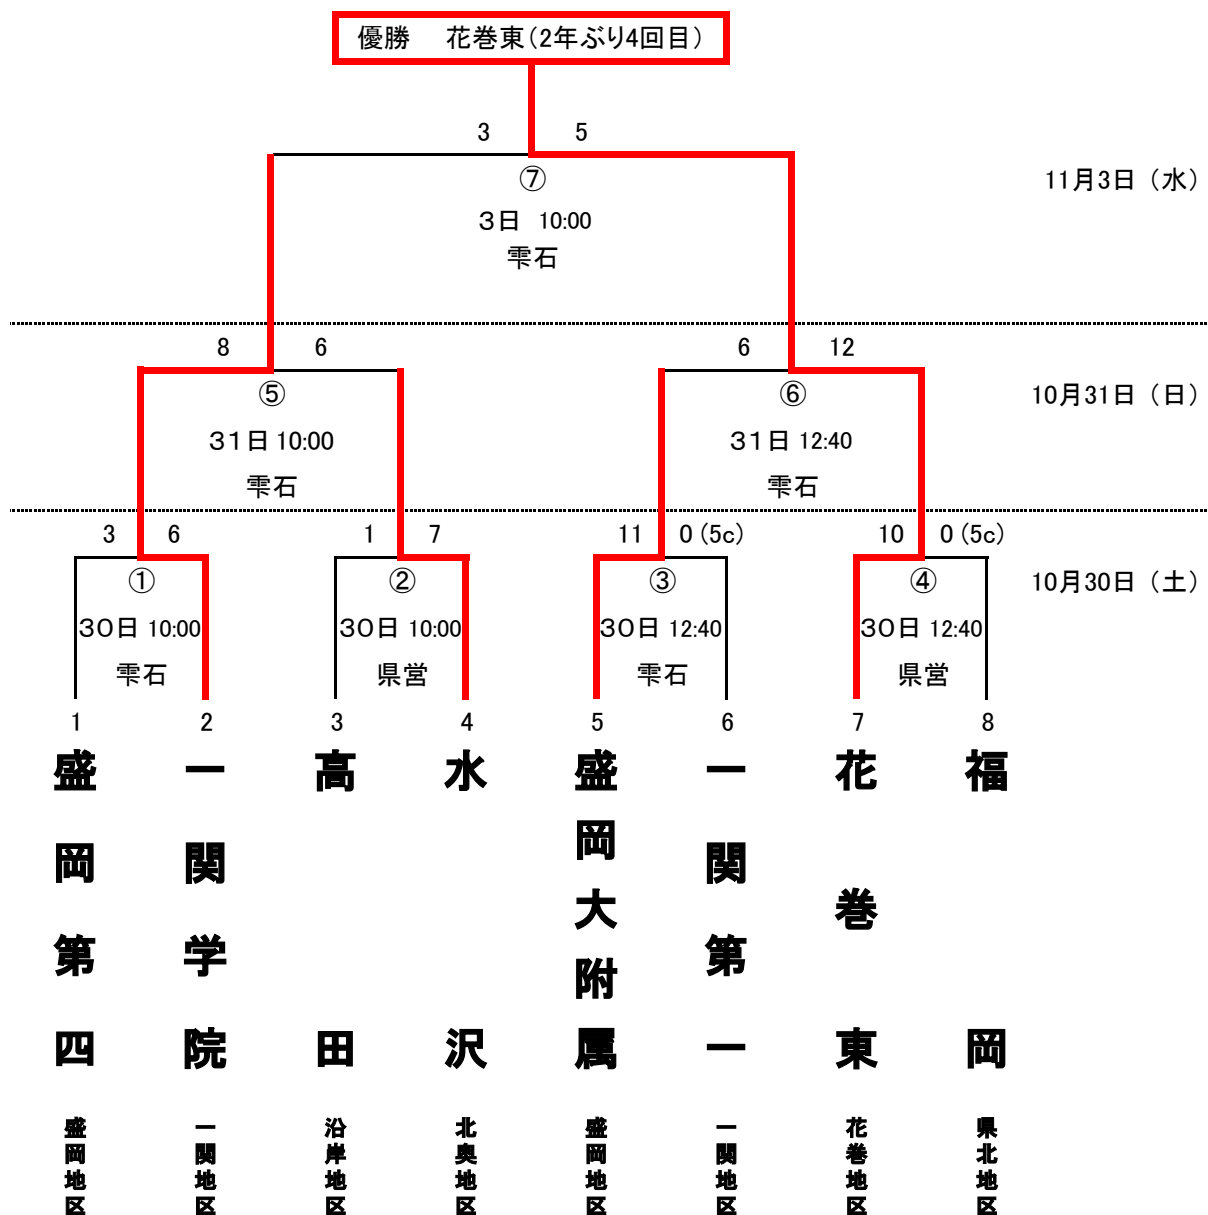 優勝　花巻東（2年ぶり4回目）
3 5
⑦
11月3日（水）
３日 10:00
雫石
8 6 6 12
⑤ ⑥
10月31日（日）
３１日 10:00 ３１日 12:40
雫石 雫石
3 6 1 7 11 0 (5c) 10 0 (5c)
① ② ③ ④
10月30日（土）
３０日 10:00 ３０日 10:00 ３０日 12:40 ３０日 12:40
雫石 県営 雫石 県営
1 2 3 4 5 6 7 8
盛岡第四
一関学院
高田
水沢
盛岡大附属
一関第一
花巻東
福岡
盛岡地区
一関地区
沿岸地区
北奥地区
盛岡地区
一関地区
花巻地区
県北地区